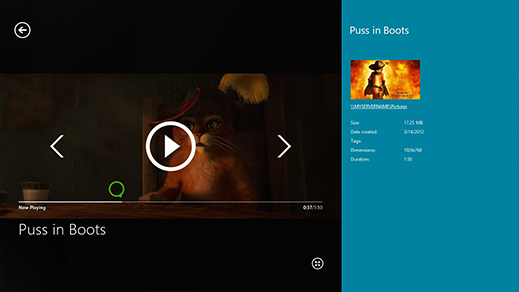 Puss in Boots
\\MYSERVERNAME\Pictures
Size: 17.25 MB
Date created: 3/14/2012
Tags:
Dimensions: 1024x768
Duration: 1:50
Now Playing 0:37/1:50
Puss in Boots